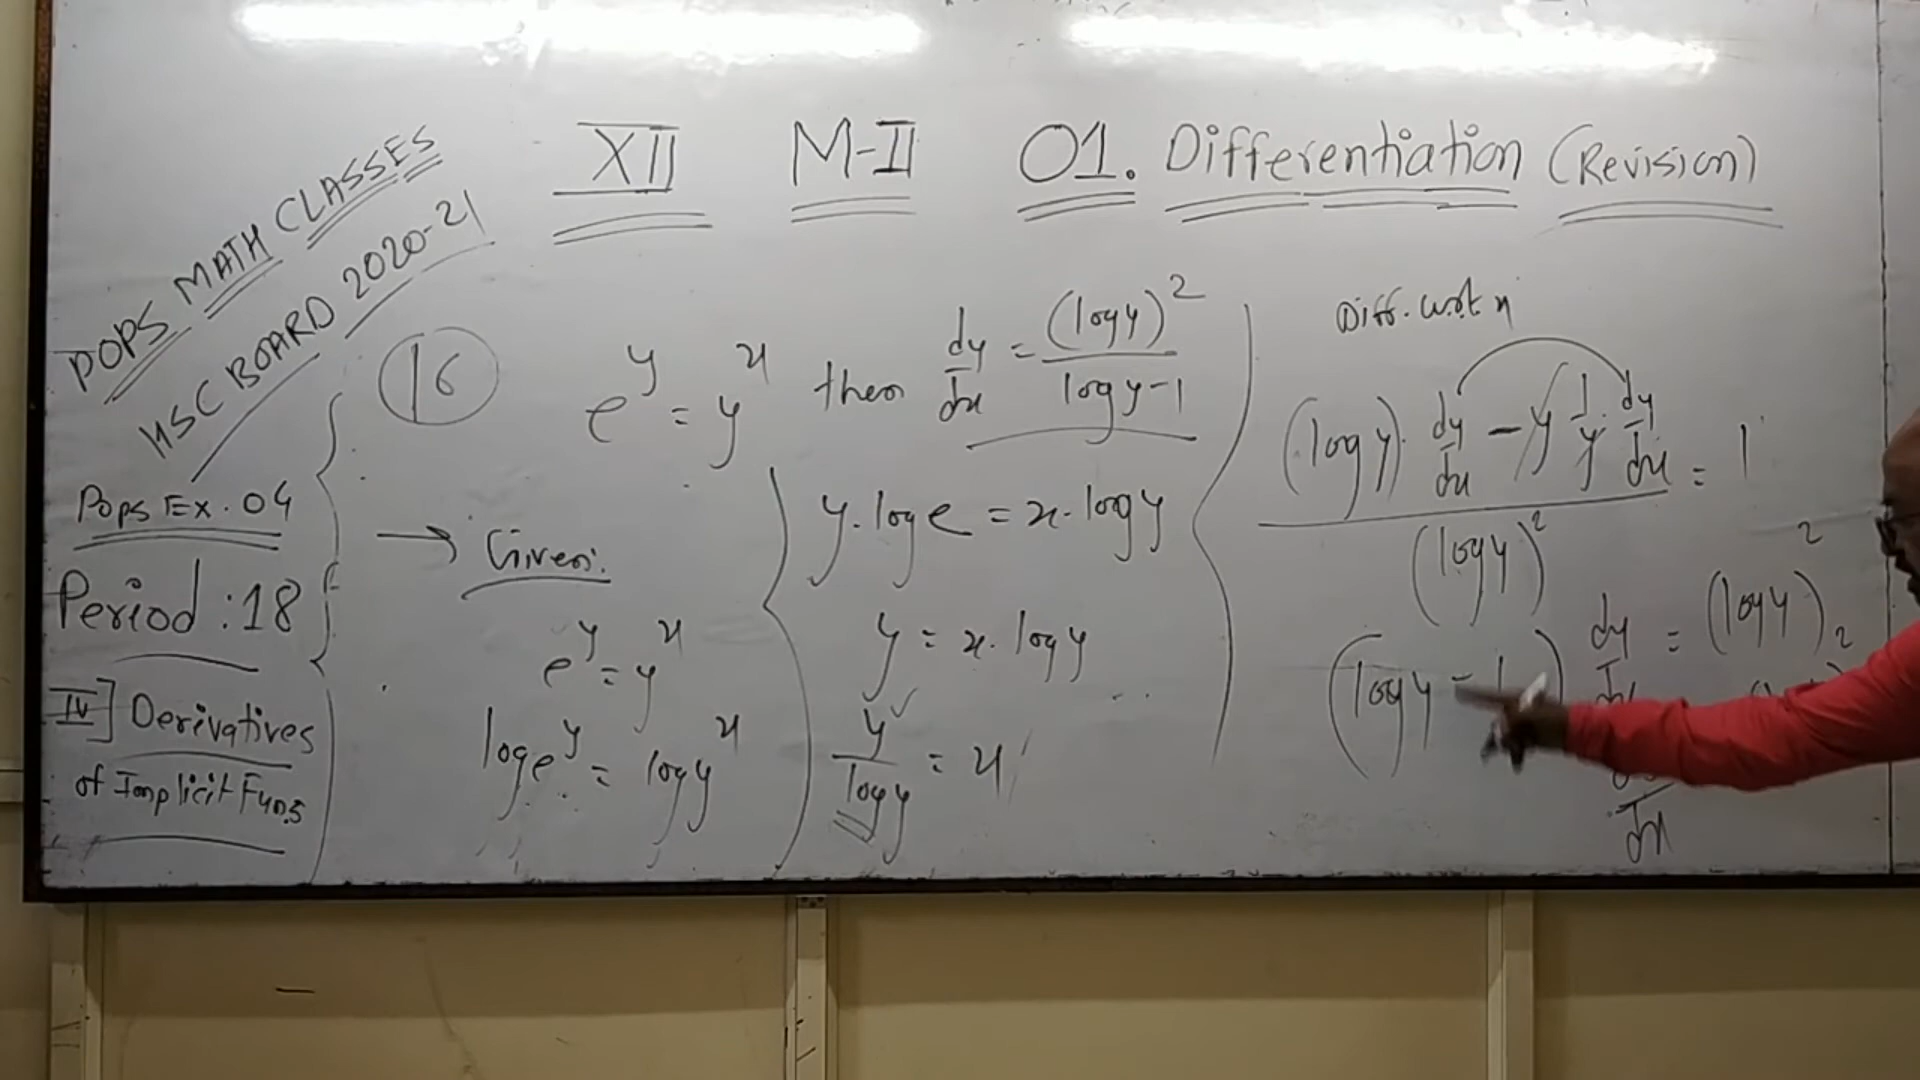 XII M-II 01. Differentiation (Revision)
POPS MATH CLASSES
HSC BOARD 2020-21
Pops Ex. 04
Period : 18
IV] Derivatives
of Implicit Funs
16 e^y = y^x then dy/dx = (log y)^2 / log y - 1
→ Given:
e^y = y^x
log e^y = log y^x
y. log e = x. log y
y = x. log y
y / log y = x
Diff. w.r.t x
(log y). dy/dx - y 1/y. dy/dx / (log y)^2 = 1
(log y - 1) dy/dx = (log y)^2
dx